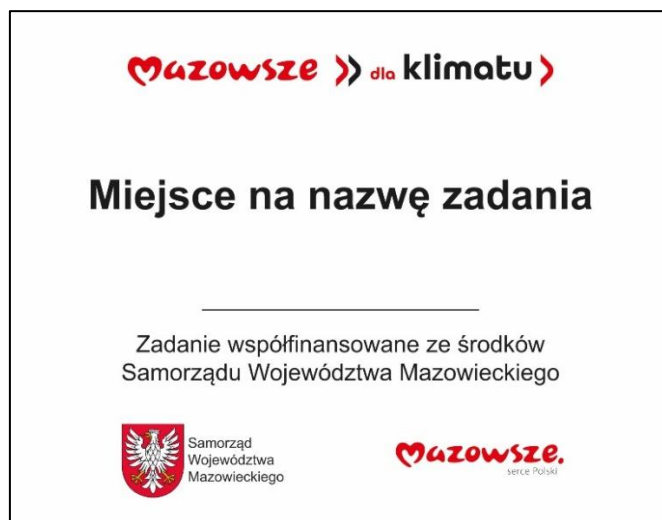 Mazowsze dla klimatu
Miejsce na nazwę zadania
Zadanie współfinansowane ze środków
Samorządu Województwa Mazowieckiego
Samorząd
Województwa
Mazowieckiego
Mazowsze.
serce Polski